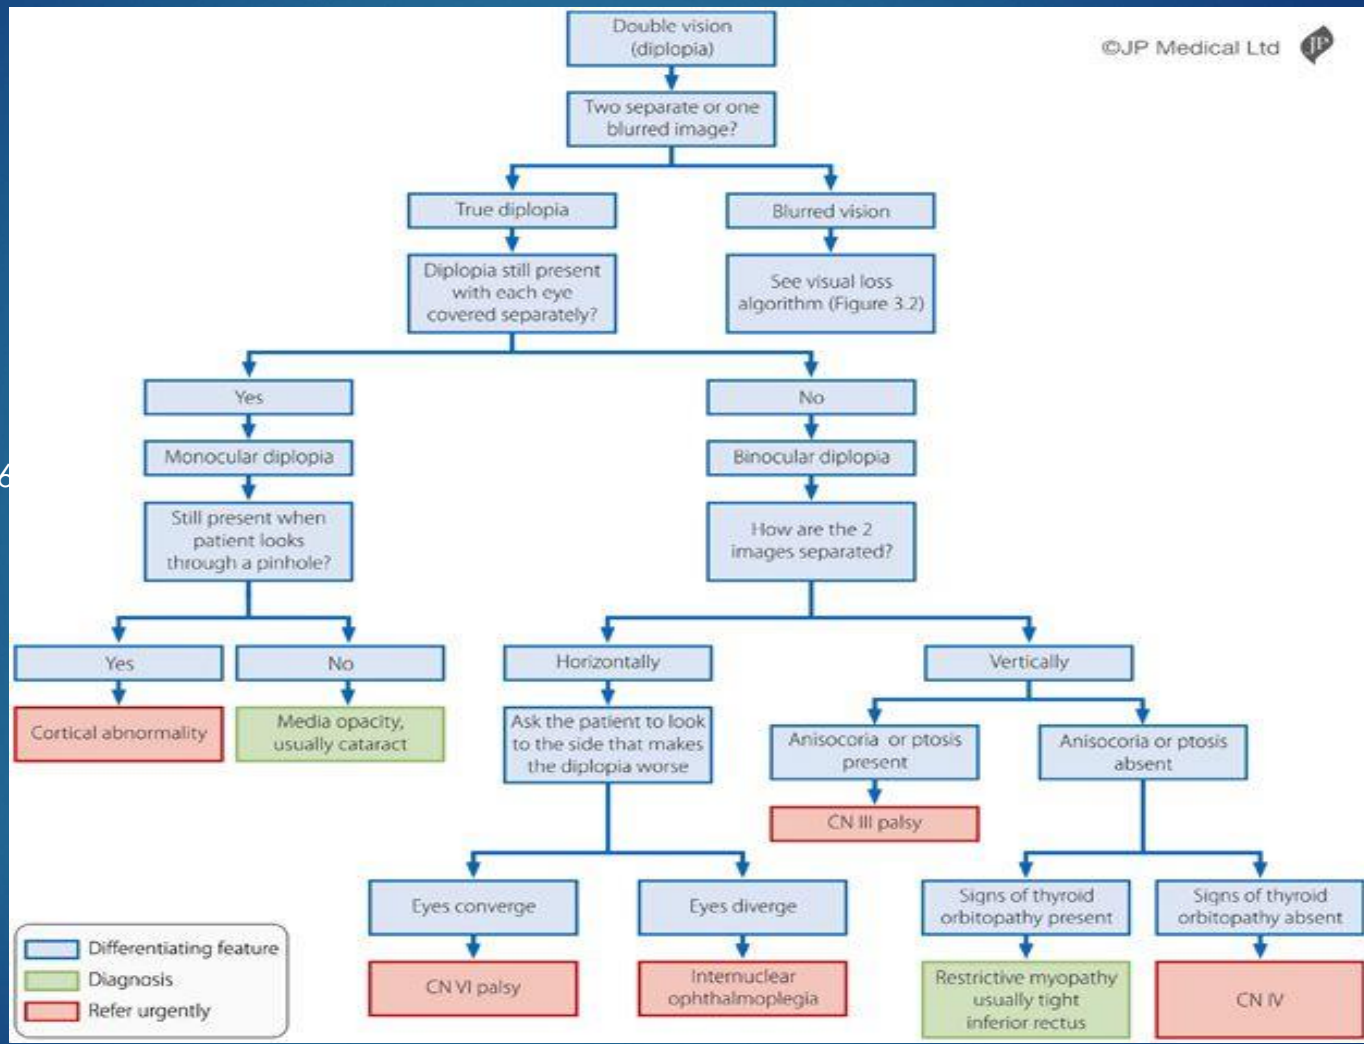 Double vision
(diplopia)
©JP Medical Ltd
JP
Two separate or one
blurred image?
True diplopia
Blurred vision
Diplopia still present
with each eye
covered separately?
See visual loss
algorithm (Figure 3.2)
Yes
No
Monocular diplopia
Binocular diplopia
6
Still present when
patient looks
through a pinhole?
How are the 2
images separated?
Yes
No
Horizontally
Vertically
Cortical abnormality
Media opacity,
usually cataract
Ask the patient to look
to the side that makes
the diplopia worse
Anisocoria or ptosis
present
Anisocoria or ptosis
absent
CN III palsy
Eyes converge
Eyes diverge
Signs of thyroid
orbitopathy present
Signs of thyroid
orbitopathy absent
CN VI palsy
Internuclear
ophthalmoplegia
Restrictive myopathy
usually tight
inferior rectus
CN IV
Differentiating feature
Diagnosis
Refer urgently